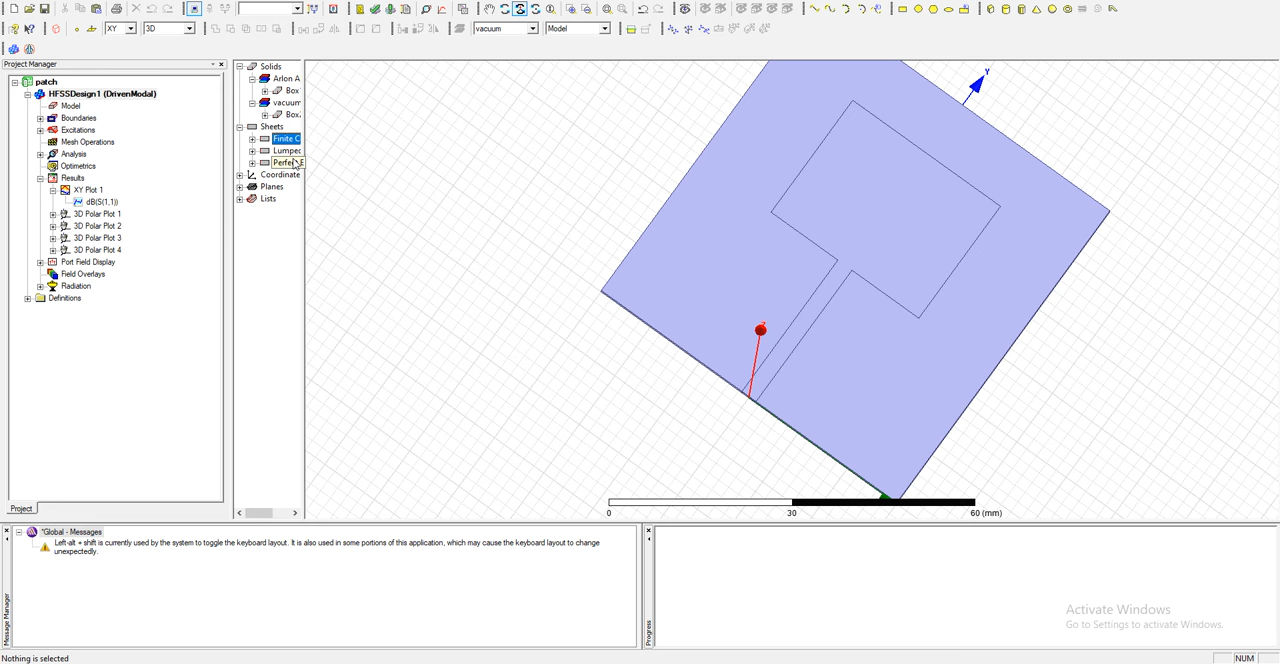 XY
3D
vacuum
Model
Project Manager
patch
HFSSDesign1 (DrivenModal)
Model
Boundaries
Excitations
Mesh Operations
Analysis
Optimetrics
Results
XY Plot 1
dB(S(1,1))
3D Polar Plot 1
3D Polar Plot 2
3D Polar Plot 3
3D Polar Plot 4
Port Field Display
Field Overlays
Radiation
Definitions
Project
Solids
Arlon A
Box
vacuum
Box
Sheets
Finite C
Lumped
Perfect E
Coordinate
Planes
Lists
Y
Z
0
30
60 (mm)
*Global - Messages
Left-alt + shift is currently used by the system to toggle the keyboard layout. It is also used in some portions of this application, which may cause the keyboard layout to change
unexpectedly.
Message Manager
Progress
Activate Windows
Go to Settings to activate Windows.
Nothing is selected
NUM